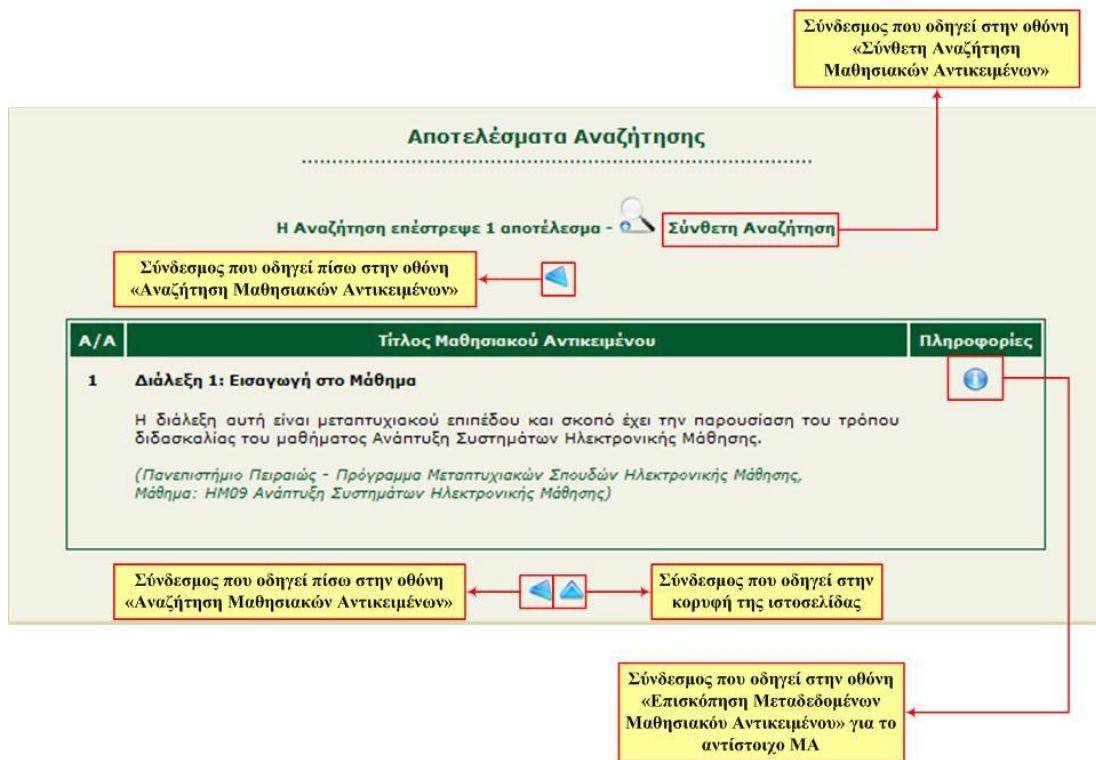 Σύνδεσμος που οδηγεί στην οθόνη
«Σύνθετη Αναζήτηση
Μαθησιακών Αντικειμένων»
Αποτελέσματα Αναζήτησης
Η Αναζήτηση επέστρεψε 1 αποτέλεσμα - Σύνθετη Αναζήτηση
Σύνδεσμος που οδηγεί πίσω στην οθόνη
«Αναζήτηση Μαθησιακών Αντικειμένων»
Α/Α Τίτλος Μαθησιακού Αντικειμένου Πληροφορίες
1 Διάλεξη 1: Εισαγωγή στο Μάθημα
Η διάλεξη αυτή είναι μεταπτυχιακού επιπέδου και σκοπό έχει την παρουσίαση του τρόπου
διδασκαλίας του μαθήματος Ανάπτυξη Συστημάτων Ηλεκτρονικής Μάθησης.
(Πανεπιστήμιο Πειραιώς - Πρόγραμμα Μεταπτυχιακών Σπουδών Ηλεκτρονικής Μάθησης,
Μάθημα: ΗΜ09 Ανάπτυξη Συστημάτων Ηλεκτρονικής Μάθησης)
Σύνδεσμος που οδηγεί πίσω στην οθόνη
«Αναζήτηση Μαθησιακών Αντικειμένων»
Σύνδεσμος που οδηγεί στην
κορυφή της ιστοσελίδας
Σύνδεσμος που οδηγεί στην οθόνη
«Επισκόπηση Μεταδεδομένων
Μαθησιακόυ Αντικειμένου» για το
αντίστοιχο ΜΑ